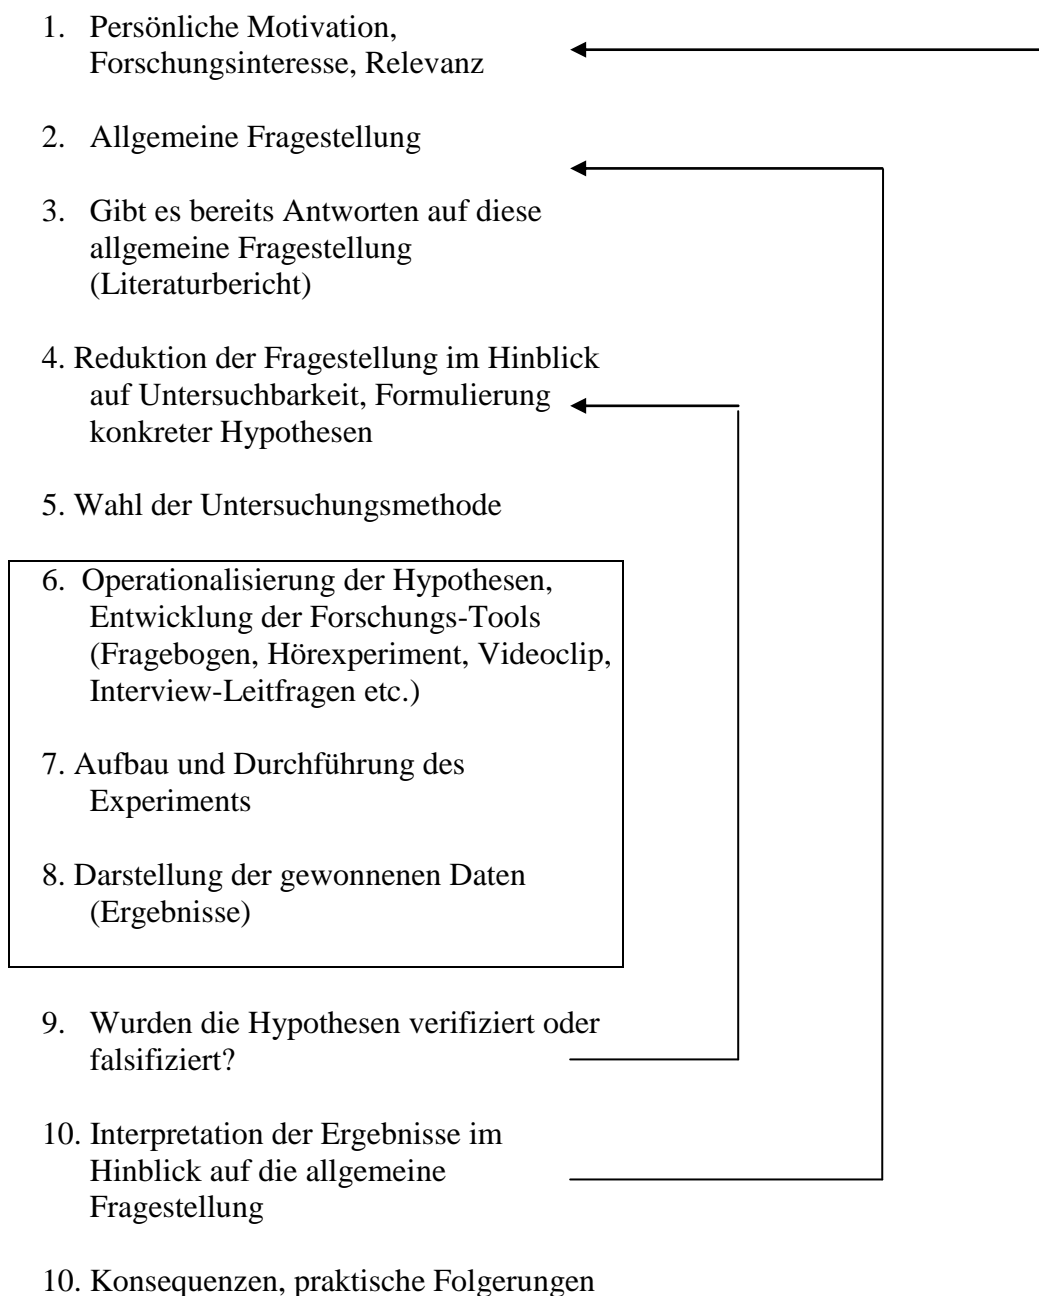 1. Persönliche Motivation,
Forschungsinteresse, Relevanz
2. Allgemeine Fragestellung
3. Gibt es bereits Antworten auf diese
allgemeine Fragestellung
(Literaturbericht)
4. Reduktion der Fragestellung im Hinblick
auf Untersuchbarkeit, Formulierung
konkreter Hypothesen
5. Wahl der Untersuchungsmethode
6. Operationalisierung der Hypothesen,
Entwicklung der Forschungs-Tools
(Fragebogen, Hörexperiment, Videoclip,
Interview-Leitfragen etc.)
7. Aufbau und Durchführung des
Experiments
8. Darstellung der gewonnenen Daten
(Ergebnisse)
9. Wurden die Hypothesen verifiziert oder
falsifiziert?
10. Interpretation der Ergebnisse im
Hinblick auf die allgemeine
Fragestellung
10. Konsequenzen, praktische Folgerungen